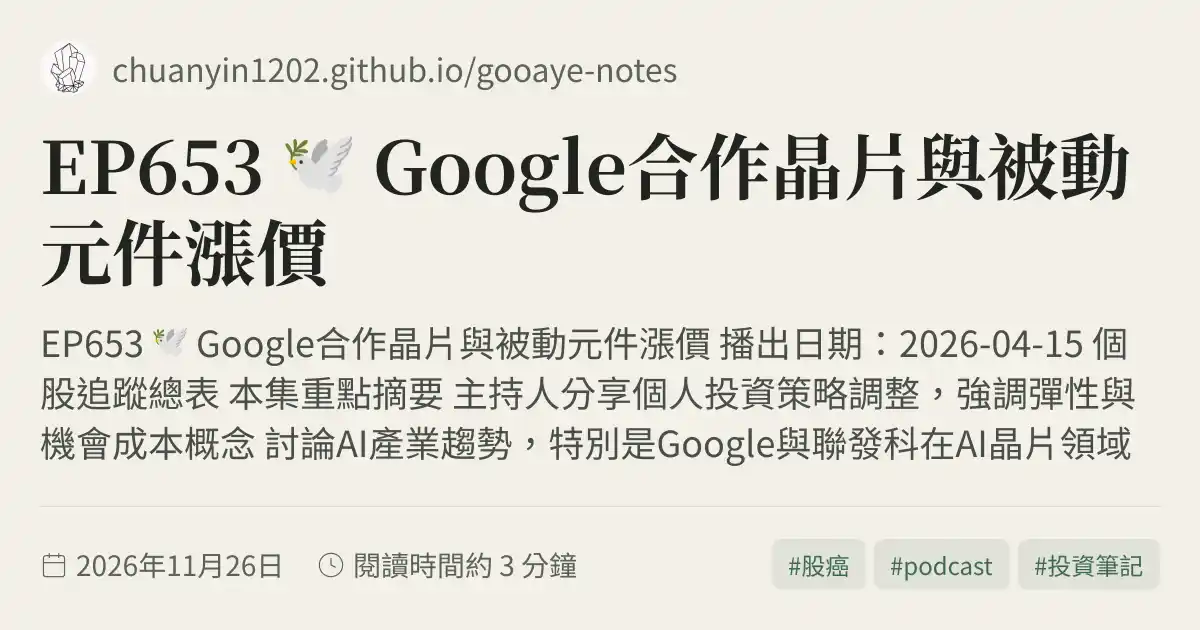 chuanyin1202.github.io/gooaye-notes
EP653 🕊️ Google合作晶片與被動
元件漲價
EP653 🕊️ Google合作晶片與被動元件漲價 播出日期：2026-04-15 個
股追蹤總表 本集重點摘要 主持人分享個人投資策略調整，強調彈性與
機會成本概念 討論AI產業趨勢，特別是Google與聯發科在AI晶片領域
2026年11月26日 閱讀時間約 3 分鐘 #股癌 #podcast #投資筆記